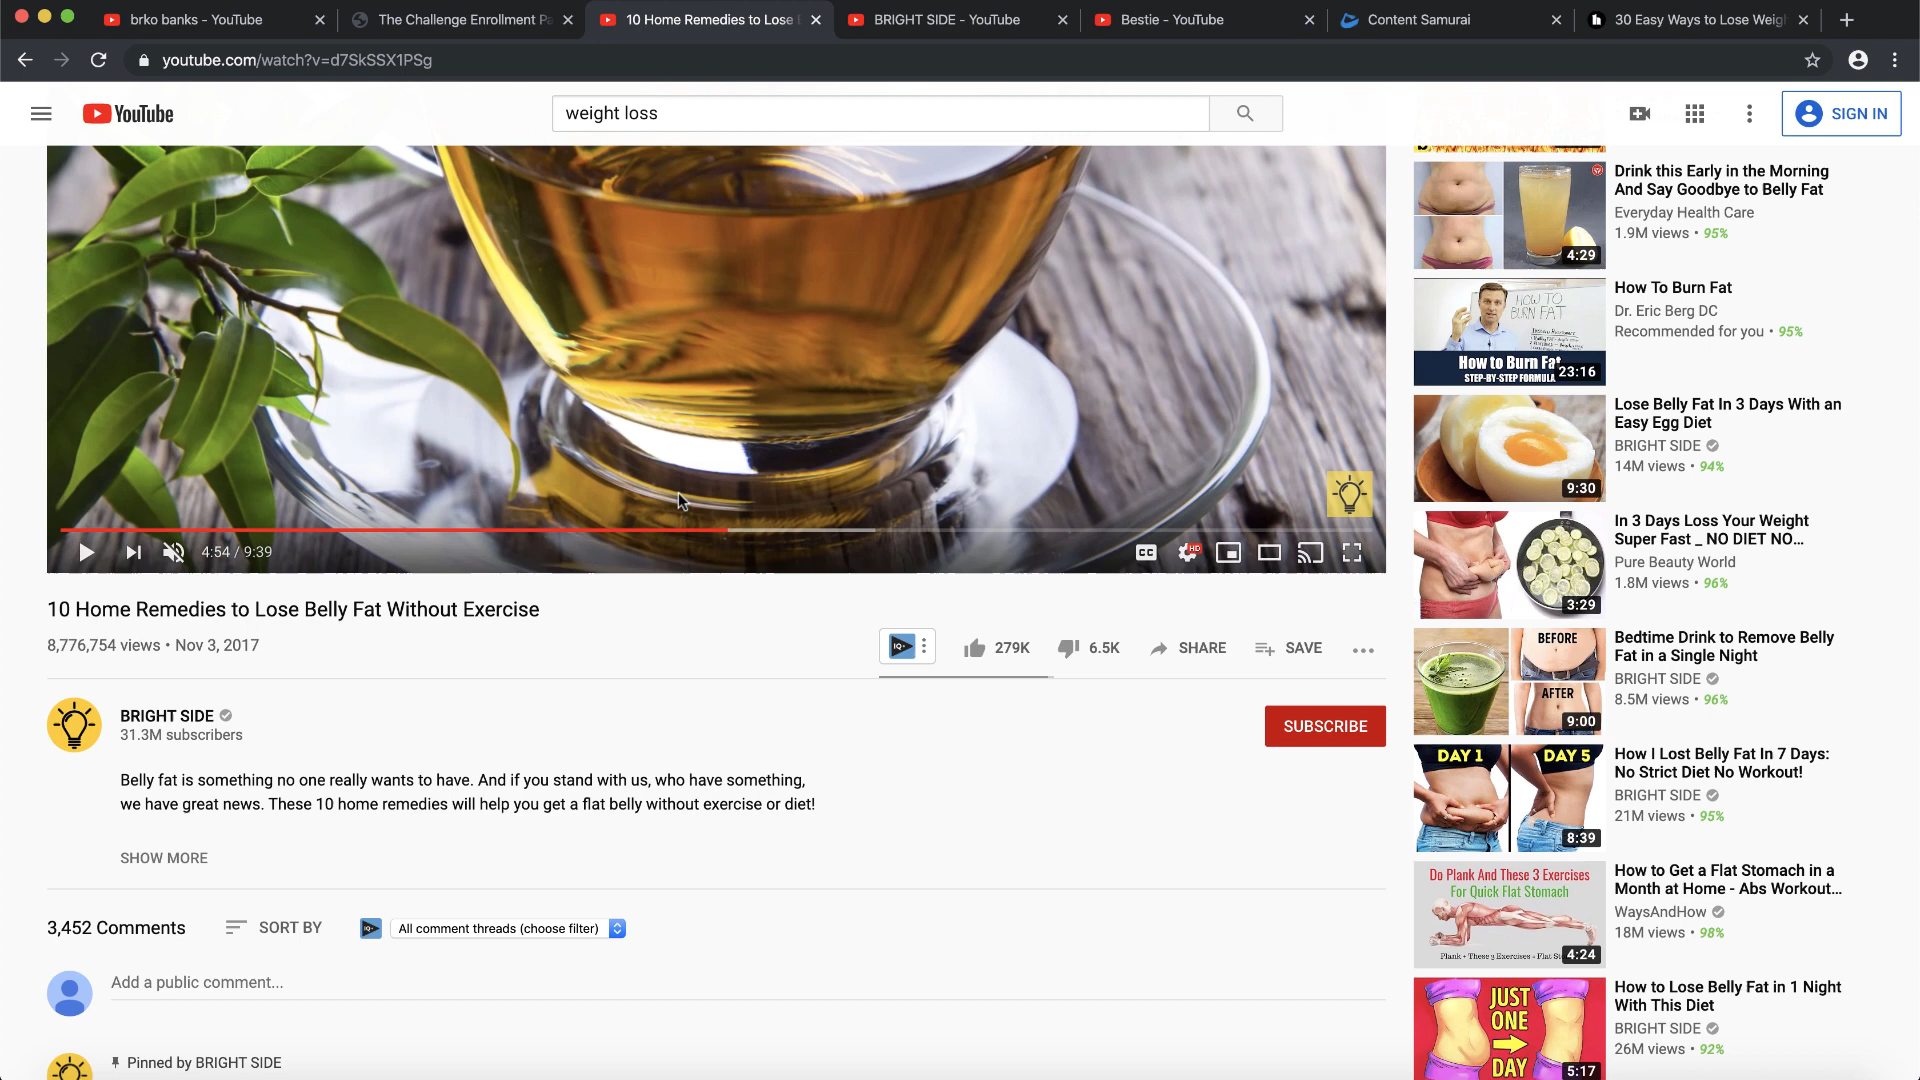 brko banks - YouTube
The Challenge Enrollment Pa
10 Home Remedies to Lose B
BRIGHT SIDE - YouTube
Bestie - YouTube
Content Samurai
30 Easy Ways to Lose Weigh
youtube.com/watch?v=d7SkSSX1PSg
YouTube
weight loss
SIGN IN
4:54 / 9:39
CC
HD
10 Home Remedies to Lose Belly Fat Without Exercise
8,776,754 views • Nov 3, 2017
IQ
279K
6.5K
SHARE
SAVE
BRIGHT SIDE
31.3M subscribers
SUBSCRIBE
Belly fat is something no one really wants to have. And if you stand with us, who have something,
we have great news. These 10 home remedies will help you get a flat belly without exercise or diet!
SHOW MORE
3,452 Comments
SORT BY
IQ
All comment threads (choose filter)
Add a public comment...
Pinned by BRIGHT SIDE
Drink this Early in the Morning
And Say Goodbye to Belly Fat
Everyday Health Care
1.9M views • 95%
4:29
How To Burn Fat
Dr. Eric Berg DC
Recommended for you • 95%
HOW TO
BURN FAT
How to Burn Fat
STEP-BY-STEP FORMULA
23:16
Lose Belly Fat In 3 Days With an
Easy Egg Diet
BRIGHT SIDE
14M views • 94%
9:30
In 3 Days Loss Your Weight
Super Fast _ NO DIET NO...
Pure Beauty World
1.8M views • 96%
3:29
Bedtime Drink to Remove Belly
Fat in a Single Night
BRIGHT SIDE
8.5M views • 96%
BEFORE
AFTER
9:00
How I Lost Belly Fat In 7 Days:
No Strict Diet No Workout!
BRIGHT SIDE
21M views • 95%
DAY 1
DAY 5
8:39
How to Get a Flat Stomach in a
Month at Home - Abs Workout...
WaysAndHow
18M views • 98%
Do Plank And These 3 Exercises
For Quick Flat Stomach
Plank + These 3 Exercises = Flat St
4:24
How to Lose Belly Fat in 1 Night
With This Diet
BRIGHT SIDE
26M views • 92%
JUST
ONE
DAY
5:17